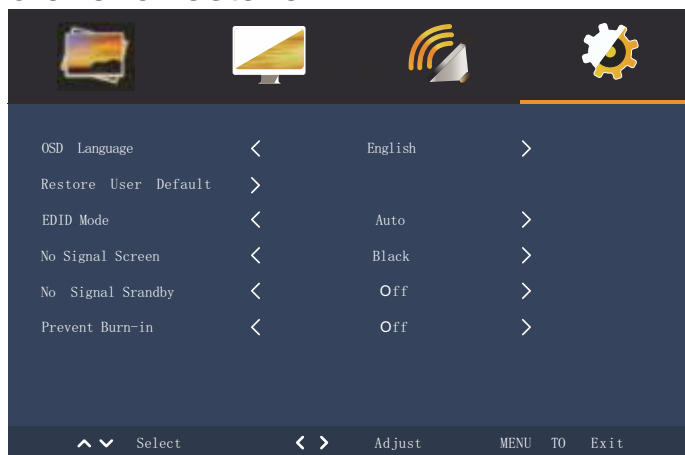 OSD Language English
Restore User Default
EDID Mode Auto
No Signal Screen Black
No Signal Srandby Off
Prevent Burn-in Off
Select Adjust MENU TO Exit